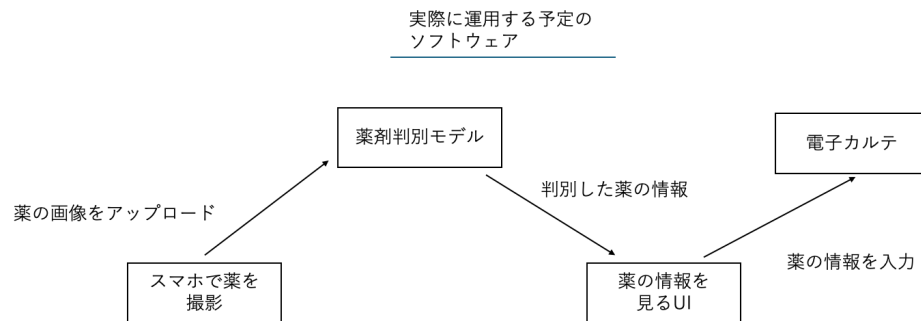 実際に運用する予定の
ソフトウェア
薬剤判別モデル
電子カルテ
判別した薬の情報
薬の画像をアップロード
薬の情報を入力
スマホで薬を
撮影
薬の情報を
見るUI